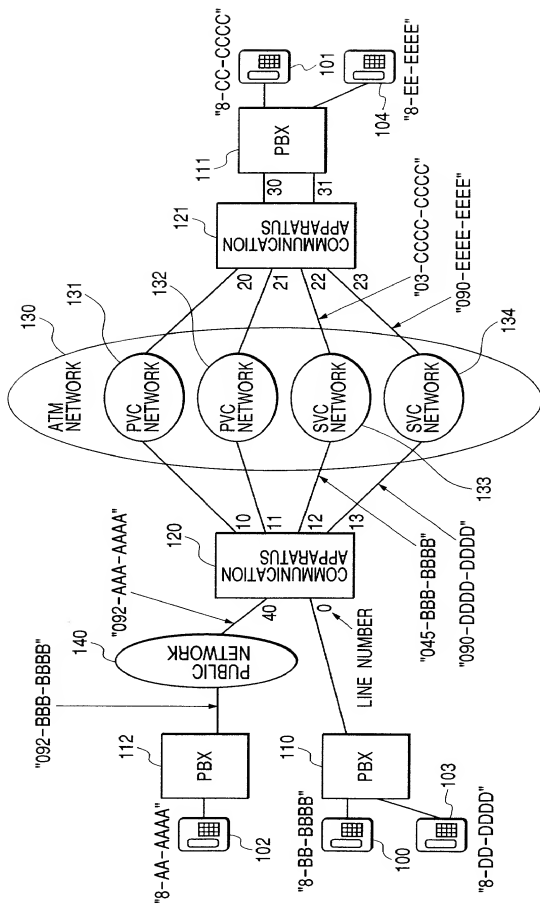 130
131
132
ATM
NETWORK
PVC NETWORK
PVC NETWORK
SVC NETWORK
SVC NETWORK
133
134
"092-BBB-BBBB"
140
PUBLIC
NETWORK
"092-AAA-AAAA"
120
COMMUNICATION
APPARATUS
40
0
10
11
12
13
LINE NUMBER
"045-BBB-BBBB"
"090-DDDD-DDDD"
121
COMMUNICATION
APPARATUS
20
21
22
23
30
31
"03-CCCC-CCCC"
"090-EEEE-EEEE"
111
PBX
"8-CC-CCCC"
101
104
"8-EE-EEEE"
112
PBX
"8-AA-AAAA"
102
110
PBX
"8-BB-BBBB"
100
103
"8-DD-DDDD"